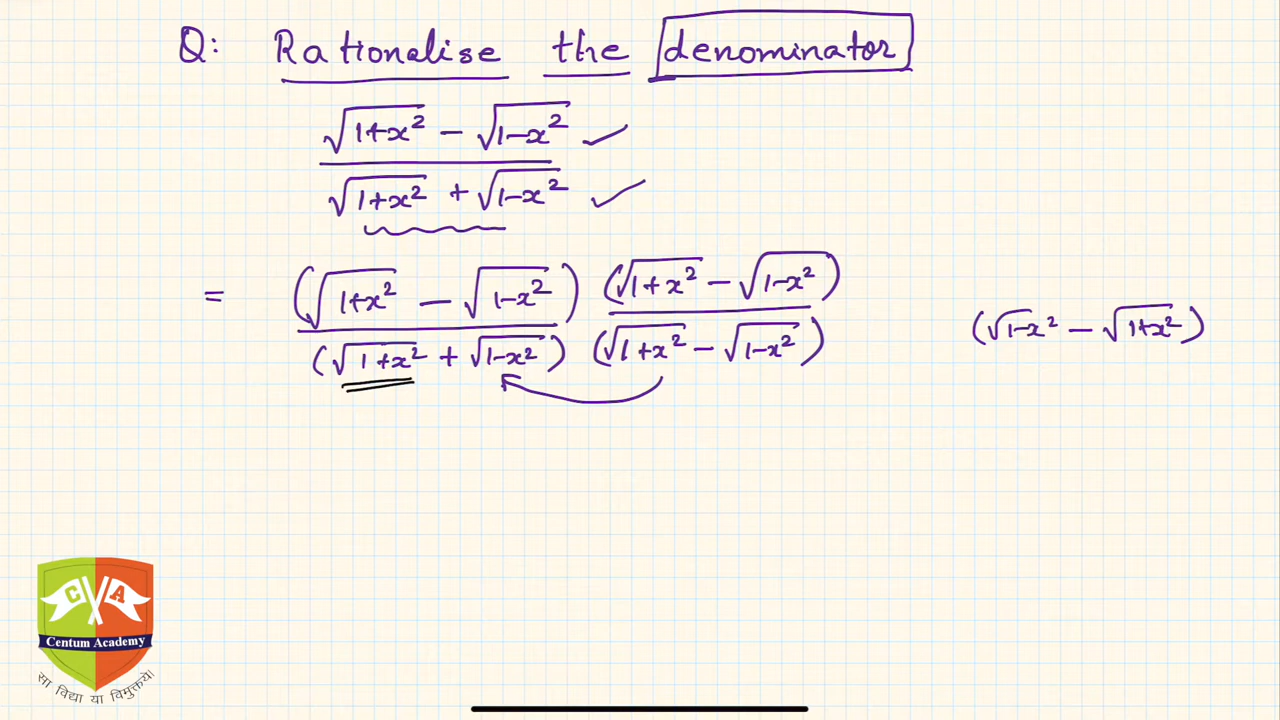 Q: Rationalise the denominator
√(1+x²) − √(1−x²)
√(1+x²) + √(1−x²)
= (√(1+x²) − √(1−x²)) (√(1+x²) − √(1−x²))
(√(1+x²) + √(1−x²)) (√(1+x²) − √(1−x²))
(√(1−x²) − √(1+x²))
C A
Centum Academy
सा विद्या या विमुक्तये।